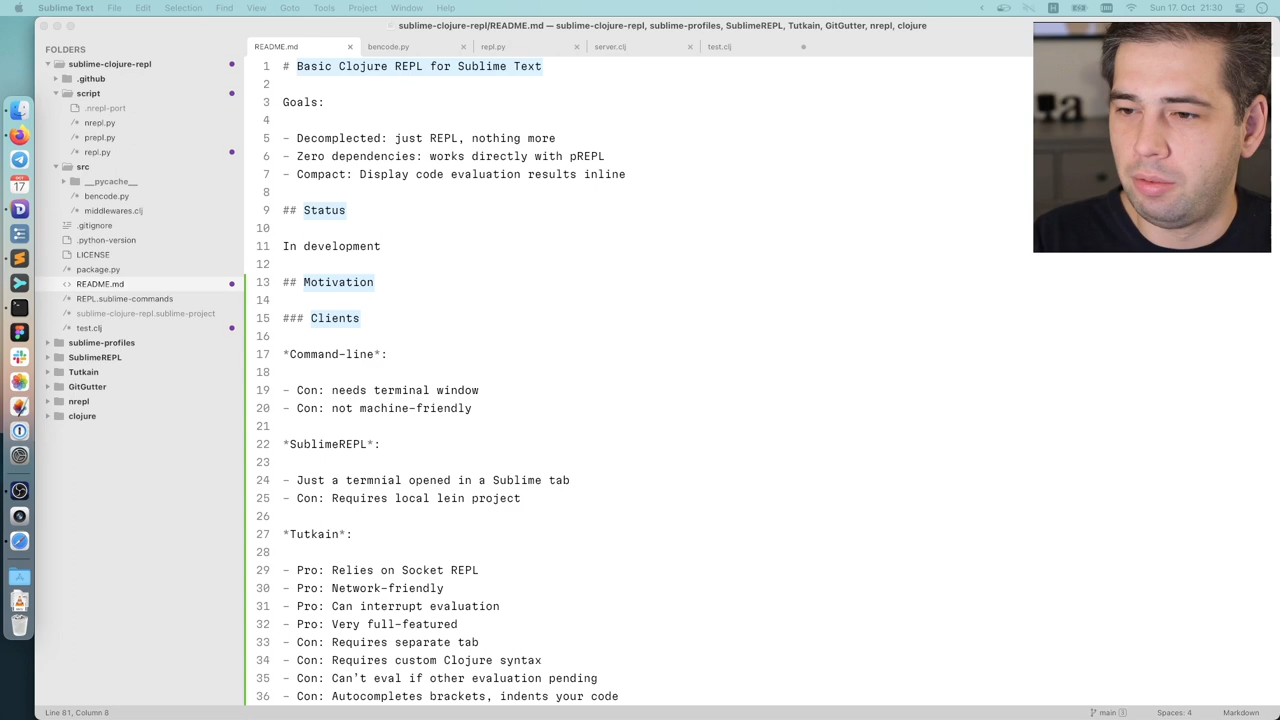 Sublime Text File Edit Selection Find View Goto Tools Project Window Help
Sun 17. Oct 21:30
sublime-clojure-repl/README.md — sublime-clojure-repl, sublime-profiles, SublimeREPL, Tutkain, GitGutter, nrepl, clojure
FOLDERS
sublime-clojure-repl
.github
script
.nrepl-port
nrepl.py
prepl.py
repl.py
src
__pycache__
bencode.py
middlewares.clj
.gitignore
.python-version
LICENSE
package.py
README.md
REPL.sublime-commands
sublime-clojure-repl.sublime-project
test.clj
sublime-profiles
SublimeREPL
Tutkain
GitGutter
nrepl
clojure
README.md
bencode.py
repl.py
server.clj
test.clj
1 # Basic Clojure REPL for Sublime Text
2
3 Goals:
4
5 - Decomplected: just REPL, nothing more
6 - Zero dependencies: works directly with pREPL
7 - Compact: Display code evaluation results inline
8
9 ## Status
10
11 In development
12
13 ## Motivation
14
15 ### Clients
16
17 *Command-line*:
18
19 - Con: needs terminal window
20 - Con: not machine-friendly
21
22 *SublimeREPL*:
23
24 - Just a termnial opened in a Sublime tab
25 - Con: Requires local lein project
26
27 *Tutkain*:
28
29 - Pro: Relies on Socket REPL
30 - Pro: Network-friendly
31 - Pro: Can interrupt evaluation
32 - Pro: Very full-featured
33 - Con: Requires separate tab
34 - Con: Requires custom Clojure syntax
35 - Con: Can't eval if other evaluation pending
36 - Con: Autocompletes brackets, indents your code
Line 81, Column 8
main 3
Spaces: 4
Markdown